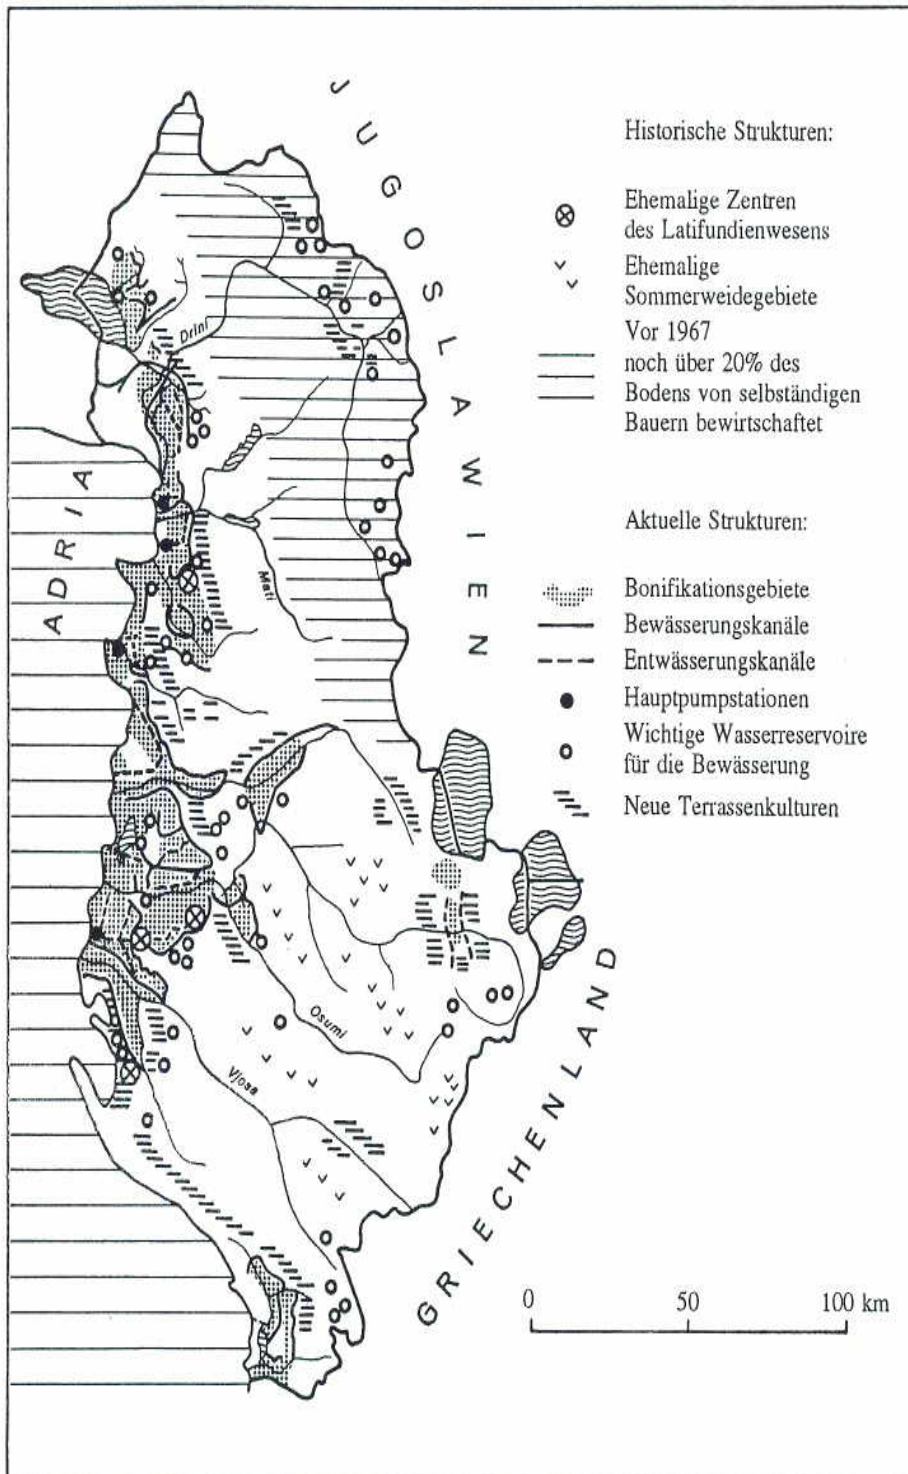 JUGOSLAWIEN
ADRIA
GRIECHENLAND
Drini
Mati
Osumi
Vjosa
Historische Strukturen:
Ehemalige Zentren
des Latifundienwesens
Ehemalige
Sommerweidegebiete
Vor 1967
noch über 20% des
Bodens von selbständigen
Bauern bewirtschaftet
Aktuelle Strukturen:
Bonifikationsgebiete
Bewässerungskanäle
Entwässerungskanäle
Hauptpumpstationen
Wichtige Wasserreservoire
für die Bewässerung
Neue Terrassenkulturen
0 50 100 km